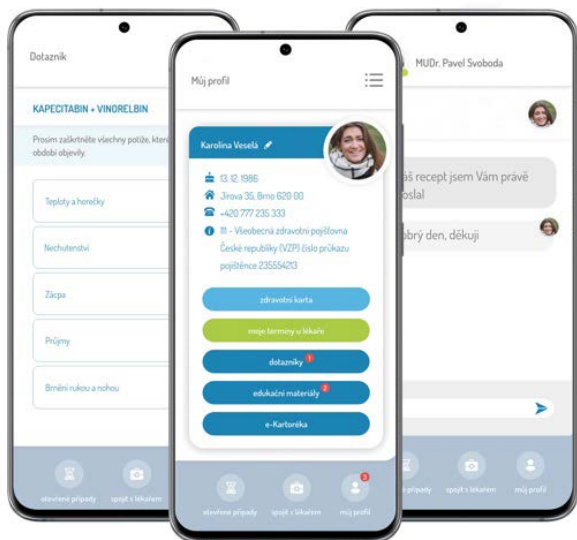 Dotazník
KAPECITABIN + VINORELBIN
Prosím zaškrtněte všechny potíže, které
období objevily.
Teploty a horečky
Nechutenství
Zácpa
Průjmy
Brnění rukou a nohou
otevřené případy
spojit s lékařem
Můj profil
Karolína Veselá
13. 12. 1986
Jírova 35, Brno 620 00
+420 777 235 333
111 - Všeobecná zdravotní pojišťovna
České republiky (VZP) číslo průkazu
pojištěnce 235554213
zdravotní karta
moje termíny u lékaře
dotazníky 1
edukační materiály 2
e-Kartotéka
3
otevřené případy
spojit s lékařem
můj profil
MUDr. Pavel Svoboda
áš recept jsem Vám právě
oslal
obrý den, děkuji
é případy
spojit s lékařem
můj profil